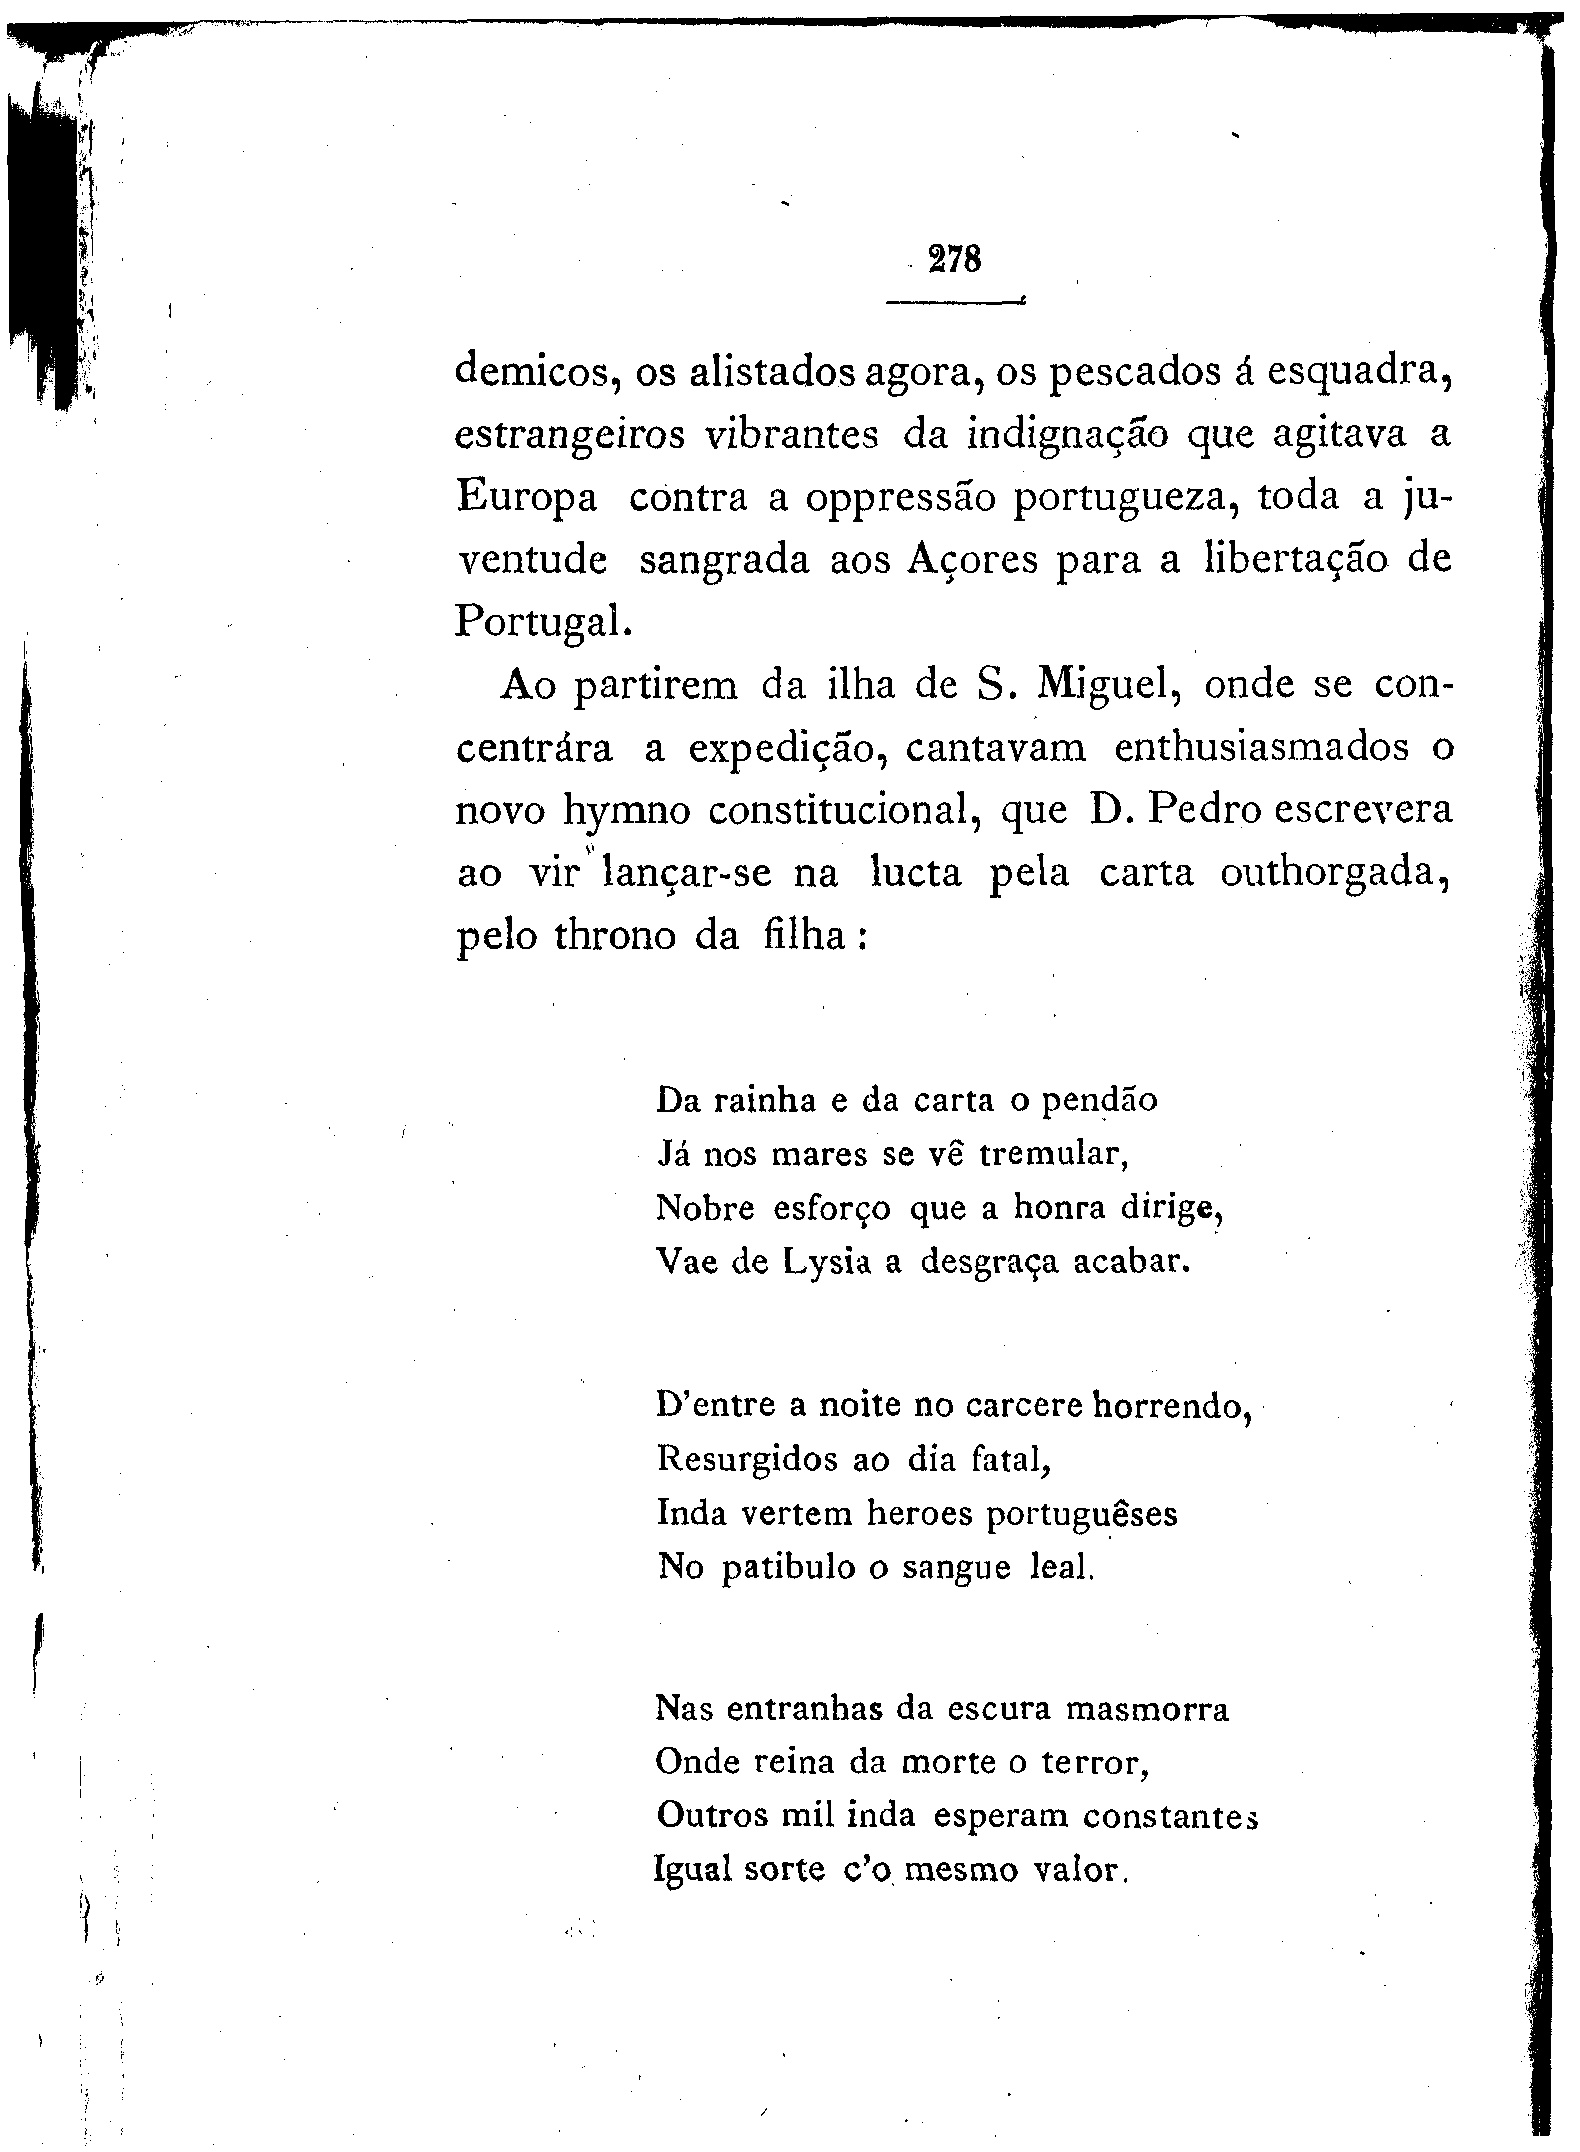 278
demicos, os alistados agora, os pescados á esquadra,
estrangeiros vibrantes da indignação que agitava a
Europa contra a oppressão portugueza, toda a ju-
ventude sangrada aos Açores para a libertação de
Portugal.
Ao partirem da ilha de S. Miguel, onde se con-
centrára a expedição, cantavam enthusiasmados o
novo hymno constitucional, que D. Pedro escrevera
ao vir lançar-se na lucta pela carta outhorgada,
pelo throno da filha :
Da rainha e da carta o pendão
Já nos mares se vê tremular,
Nobre esforço que a honra dirige,
Vae de Lysia a desgraça acabar.
D'entre a noite no carcere horrendo,
Resurgidos ao dia fatal,
Inda vertem heroes portuguêses
No patibulo o sangue leal.
Nas entranhas da escura masmorra
Onde reina da morte o terror,
Outros mil inda esperam constantes
Igual sorte c'o mesmo valor.